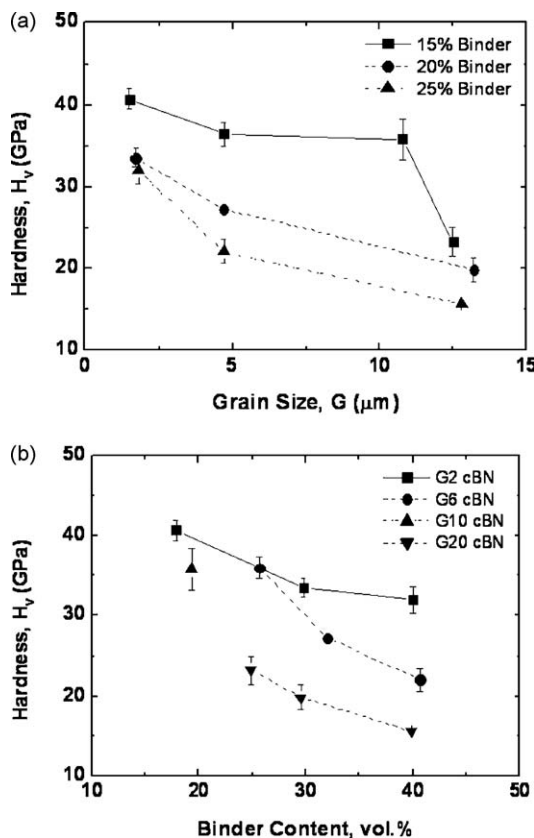 (a)
50
40
30
20
10
Hardness, Hᵥ (GPa)
15% Binder
20% Binder
25% Binder
0
5
10
15
Grain Size, G (μm)
(b)
50
40
30
20
10
Hardness, Hᵥ (GPa)
G2 cBN
G6 cBN
G10 cBN
G20 cBN
10
20
30
40
50
Binder Content, vol.%